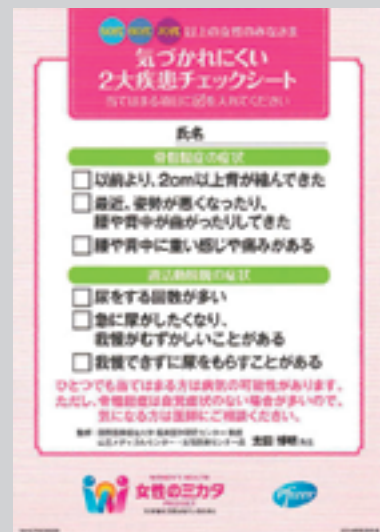 50代 60代 70代 以上の女性のみなさま
気づかれにくい
2大疾患チェックシート
当てはまる項目に☑を入れてください
氏名
骨粗鬆症の症状
□以前より、2cm以上背が縮んできた
□最近、姿勢が悪くなったり、
腰や背中が曲がったりしてきた
□腰や背中に重い感じや痛みがある
過活動膀胱の症状
□尿をする回数が多い
□急に尿がしたくなり、
我慢がむずかしいことがある
□我慢できずに尿をもらすことがある
ひとつでも当てはまる方は病気の可能性があります。
ただし、骨粗鬆症は自覚症状のない場合が多いので、
気になる方は医師にご相談ください。
女性のミカタ
Pfizer